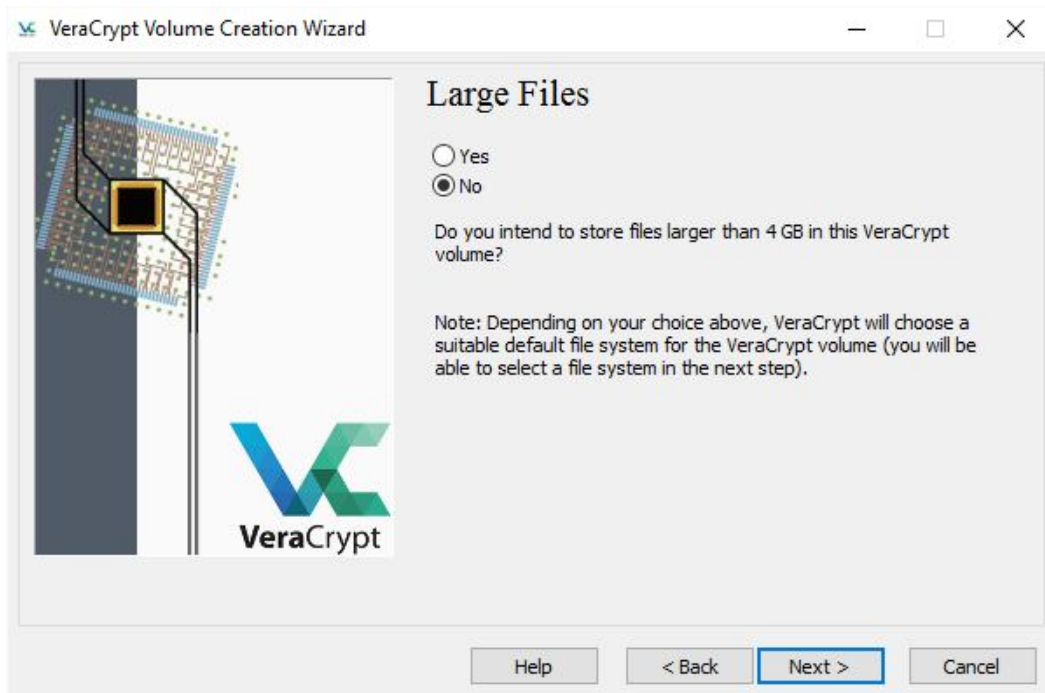 VeraCrypt Volume Creation Wizard
Large Files
Yes
No
Do you intend to store files larger than 4 GB in this VeraCrypt
volume?
Note: Depending on your choice above, VeraCrypt will choose a
suitable default file system for the VeraCrypt volume (you will be
able to select a file system in the next step).
VeraCrypt
Help
< Back
Next >
Cancel